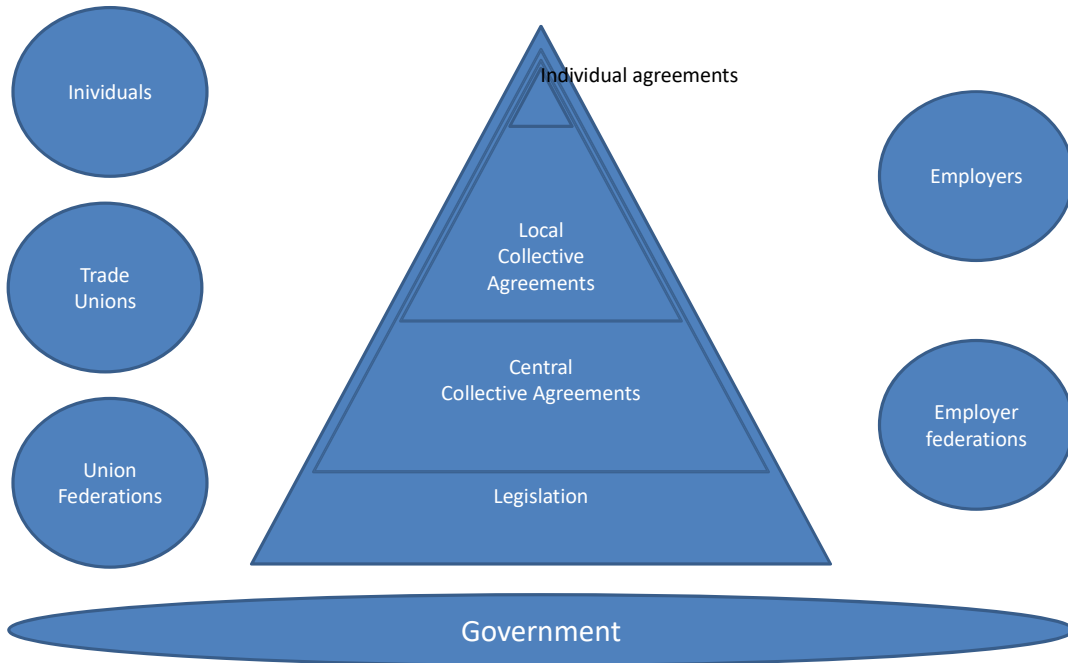 Inividuals
Trade
Unions
Union
Federations
Individual agreements
Local
Collective
Agreements
Central
Collective Agreements
Legislation
Employers
Employer
federations
Government